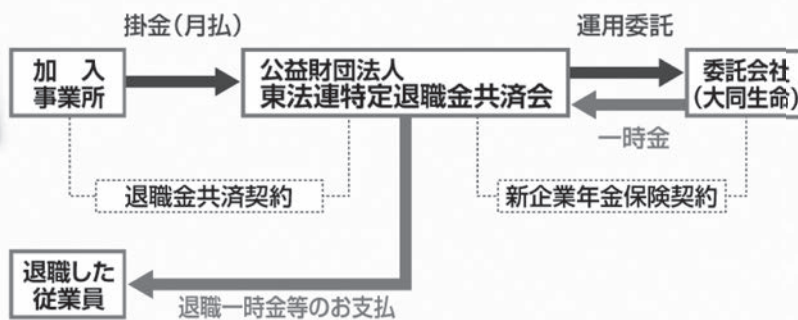 掛金(月払)
運用委託
加 入
事業所
公益財団法人
東法連特定退職金共済会
委託会社
(大同生命)
一時金
退職金共済契約
新企業年金保険契約
退職した
従業員
退職一時金等のお支払